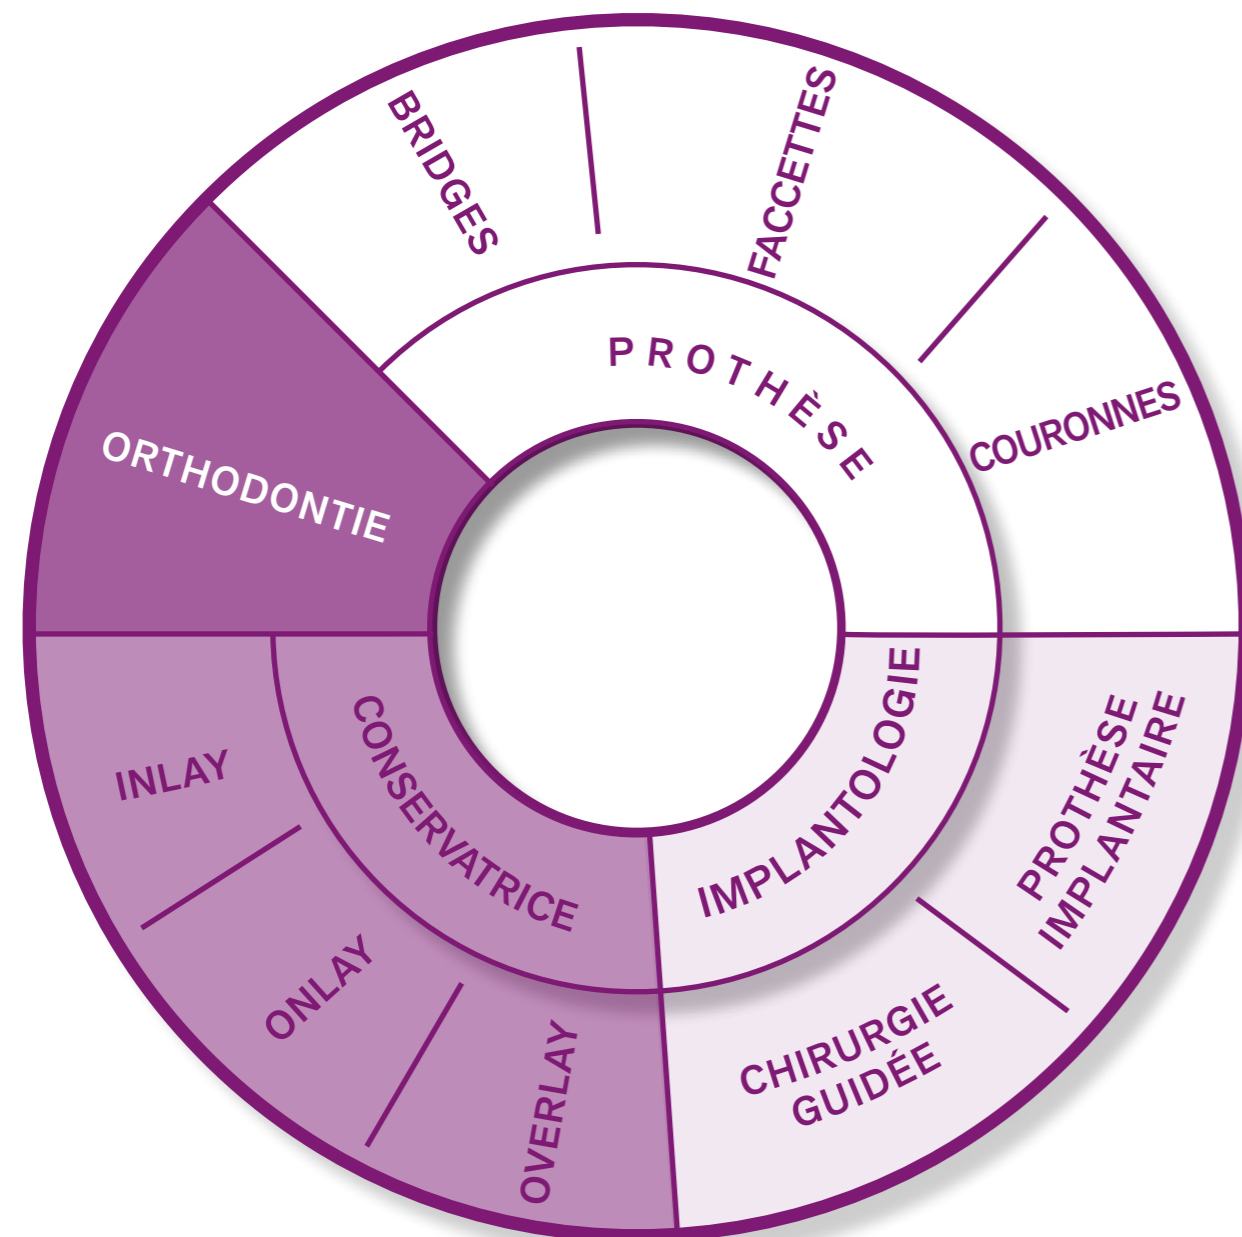 BRIDGES
FACCETTES
COURONNES
PROTHÈSE
ORTHODONTIE
CONSERVATRICE
INLAY
ONLAY
OVERLAY
IMPLANTOLOGIE
PROTHÈSE
IMPLANTAIRE
CHIRURGIE
GUIDÉE